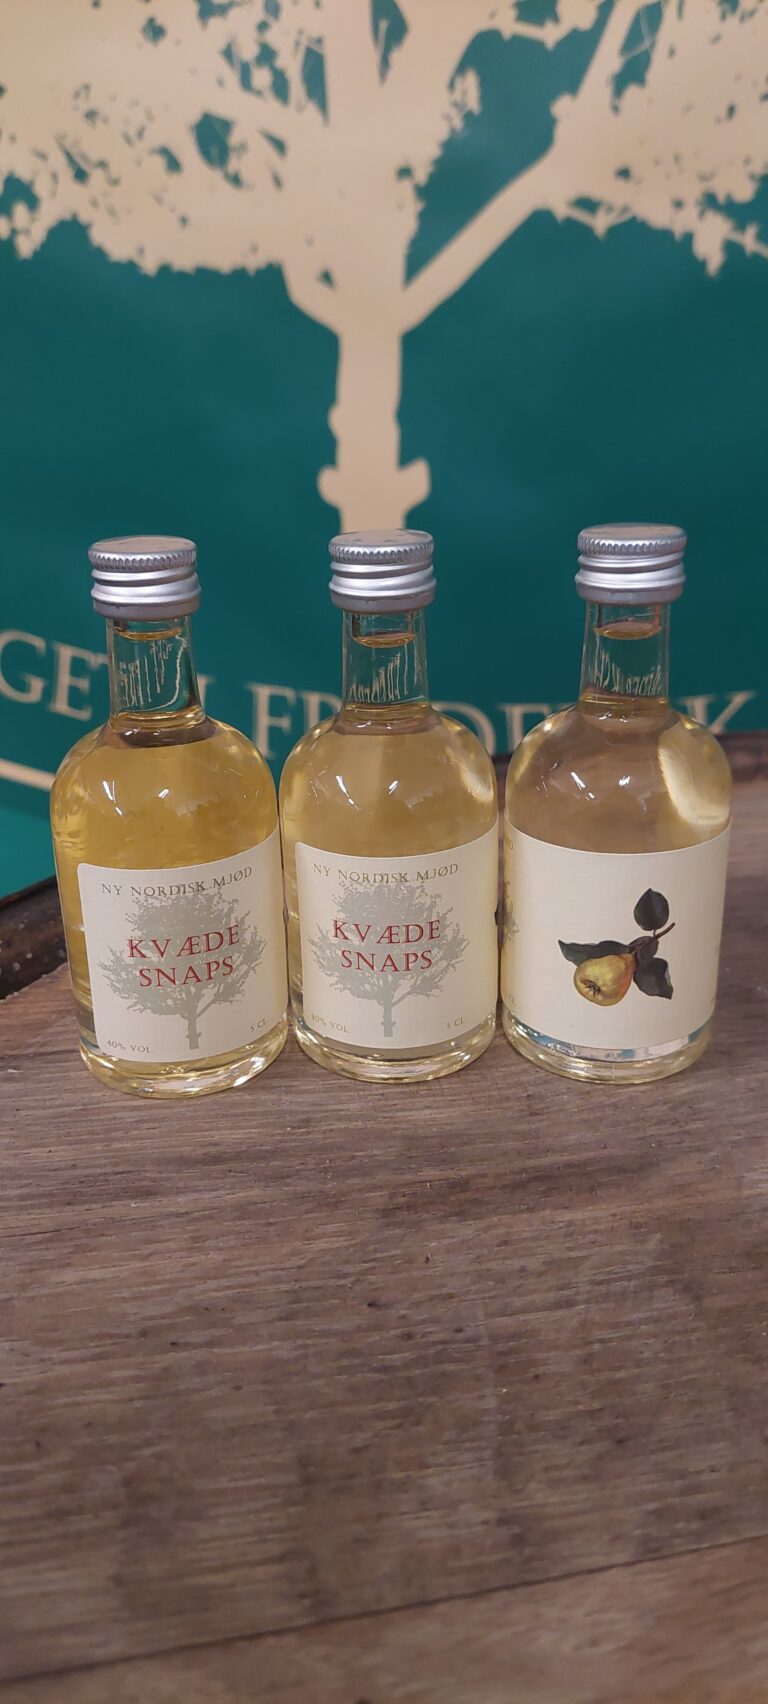 NY NORDISK MJØD
KVÆDE
SNAPS
40% VOL.
5 CL.
NY NORDISK MJØD
KVÆDE
SNAPS
40% VOL.
5 CL.